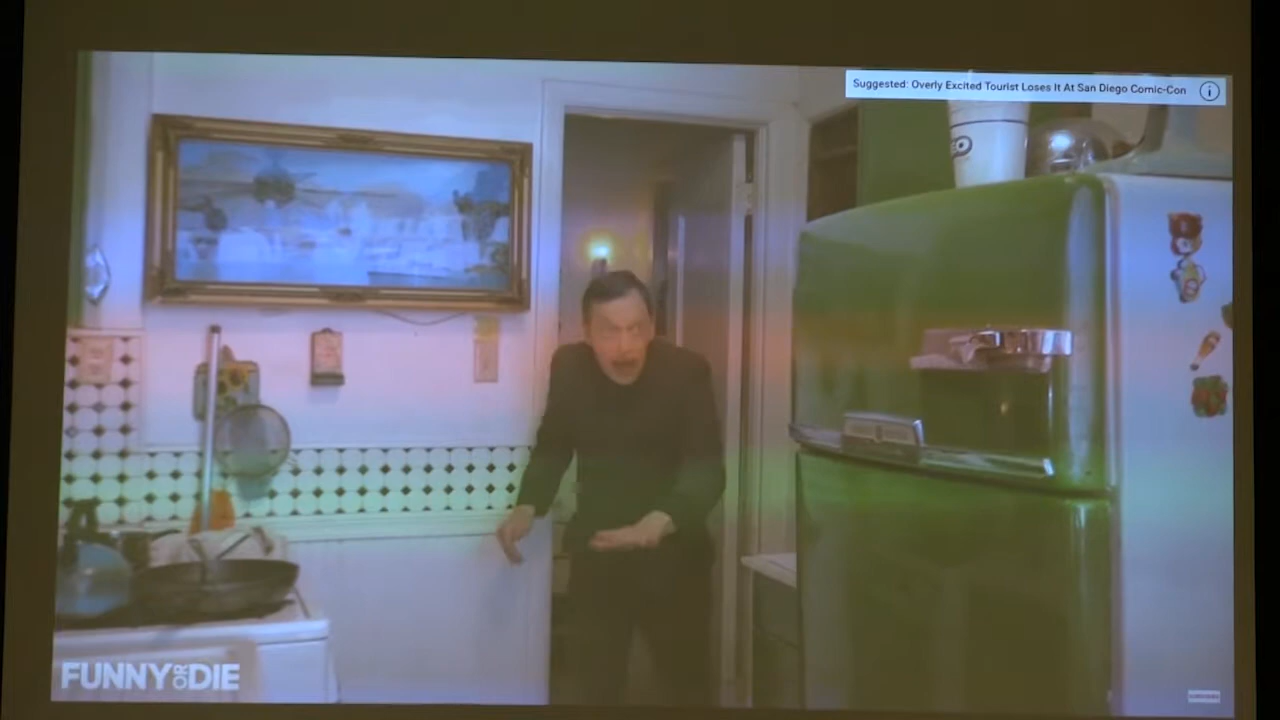 Suggested: Overly Excited Tourist Loses It At San Diego Comic-Con
FUNNY OR DIE